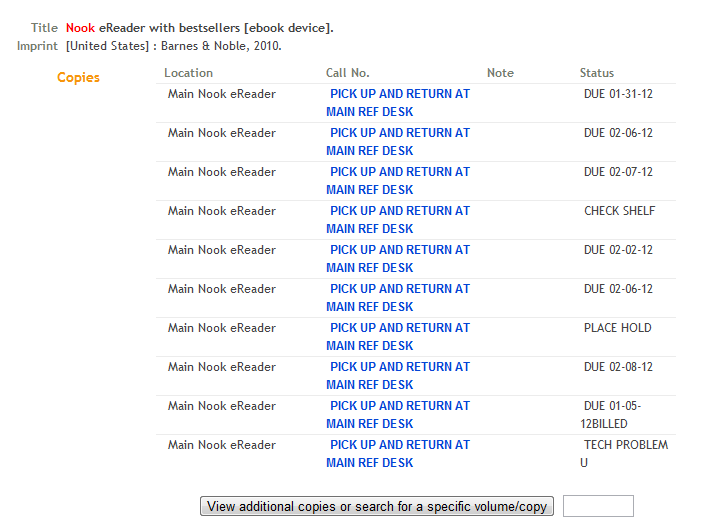 Title Nook eReader with bestsellers [ebook device].
Imprint [United States] : Barnes & Noble, 2010.
Copies Location Call No. Note Status
Main Nook eReader PICK UP AND RETURN AT DUE 01-31-12
MAIN REF DESK
Main Nook eReader PICK UP AND RETURN AT DUE 02-06-12
MAIN REF DESK
Main Nook eReader PICK UP AND RETURN AT DUE 02-07-12
MAIN REF DESK
Main Nook eReader PICK UP AND RETURN AT CHECK SHELF
MAIN REF DESK
Main Nook eReader PICK UP AND RETURN AT DUE 02-02-12
MAIN REF DESK
Main Nook eReader PICK UP AND RETURN AT DUE 02-06-12
MAIN REF DESK
Main Nook eReader PICK UP AND RETURN AT PLACE HOLD
MAIN REF DESK
Main Nook eReader PICK UP AND RETURN AT DUE 02-08-12
MAIN REF DESK
Main Nook eReader PICK UP AND RETURN AT DUE 01-05-
MAIN REF DESK 12BILLED
Main Nook eReader PICK UP AND RETURN AT TECH PROBLEM
MAIN REF DESK U
View additional copies or search for a specific volume/copy